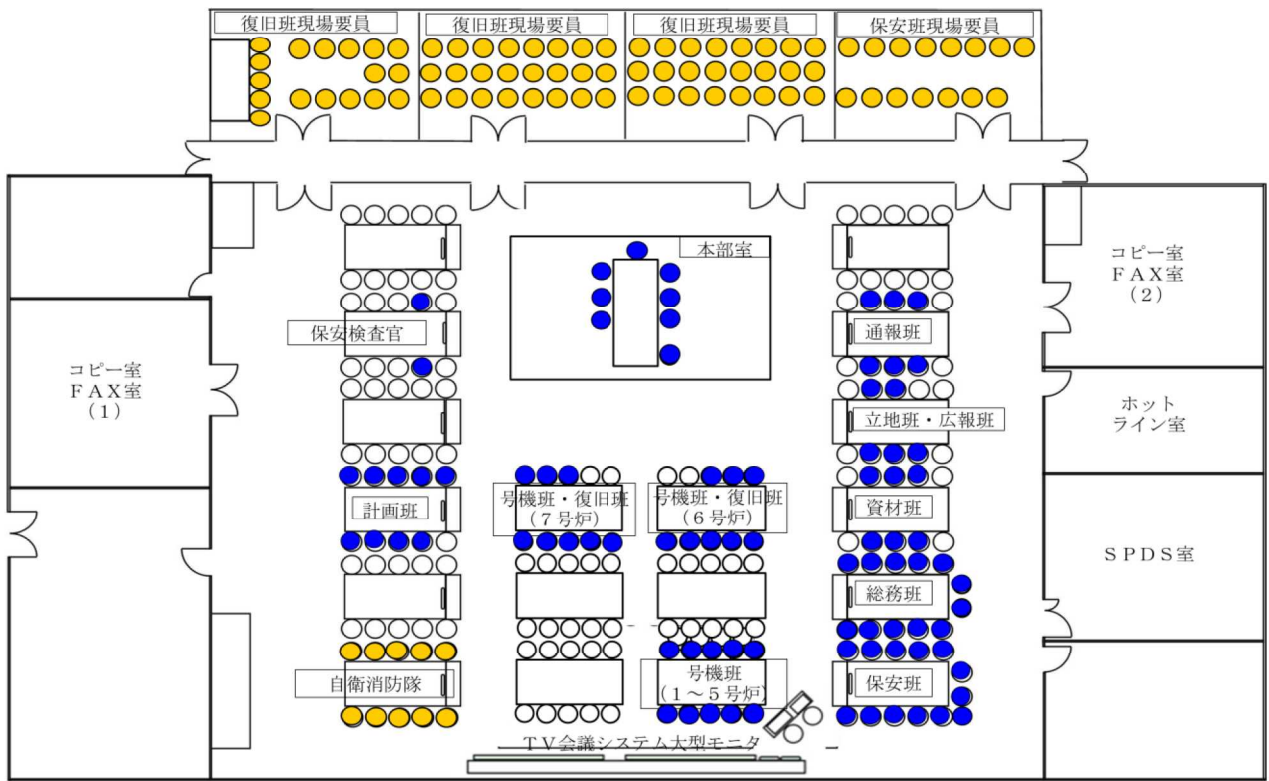 復旧班現場要員
復旧班現場要員
復旧班現場要員
保安班現場要員
本部室
コピー室
ＦＡＸ室
（2）
保安検査官
通報班
コピー室
ＦＡＸ室
（1）
ホット
ライン室
立地班・広報班
計画班
号機班・復旧班
（７号炉）
号機班・復旧班
（６号炉）
資材班
ＳＰＤＳ室
総務班
自衛消防隊
号機班
（１～５号炉）
保安班
ＴＶ会議システム大型モニタ